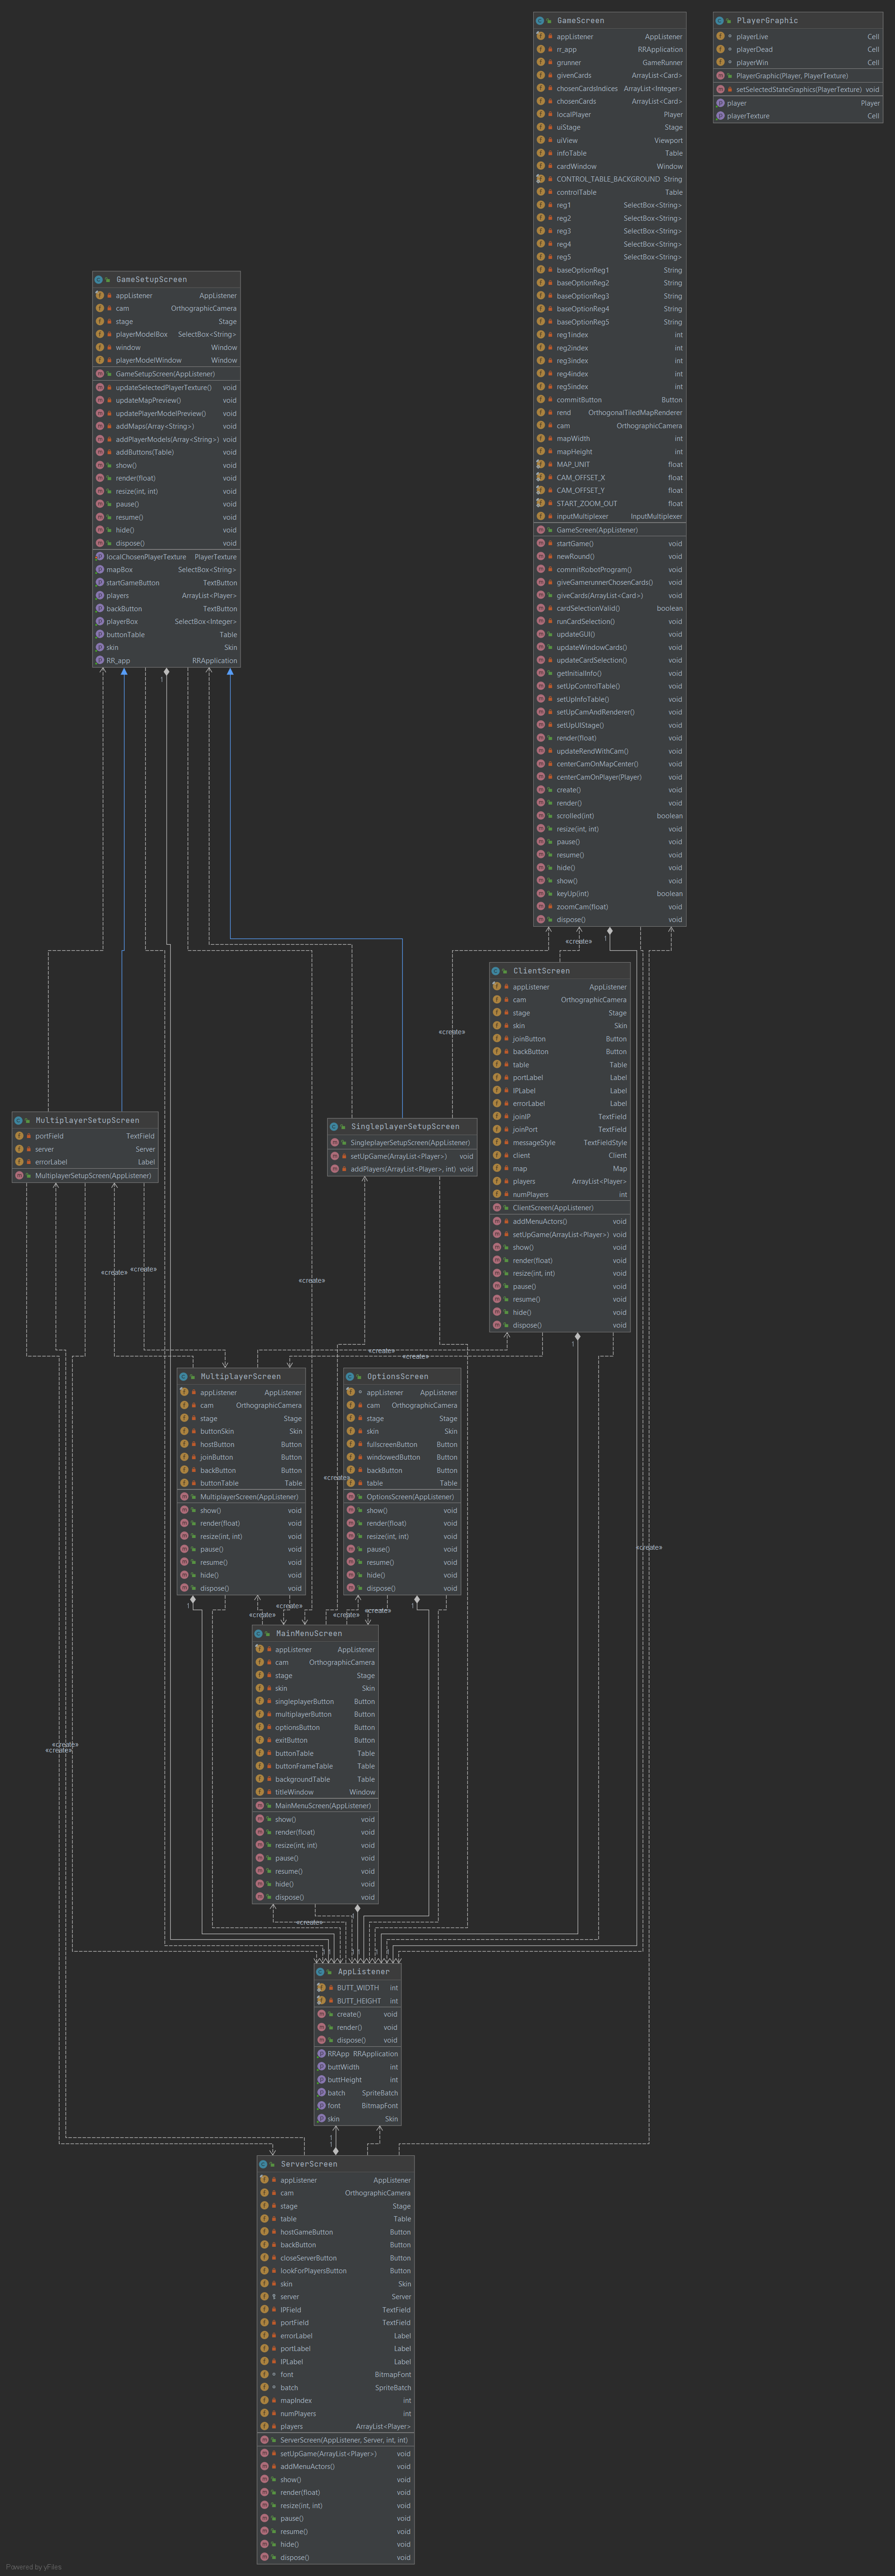 GameScreen
appListener AppListener
rr_app RRApplication
grunner GameRunner
givenCards ArrayList<Card>
chosenCardsIndices ArrayList<Integer>
chosenCards ArrayList<Card>
localPlayer Player
uiStage Stage
uiView Viewport
infoTable Table
cardWindow Window
CONTROL_TABLE_BACKGROUND String
controlTable Table
reg1 SelectBox<String>
reg2 SelectBox<String>
reg3 SelectBox<String>
reg4 SelectBox<String>
reg5 SelectBox<String>
baseOptionReg1 String
baseOptionReg2 String
baseOptionReg3 String
baseOptionReg4 String
baseOptionReg5 String
reg1index int
reg2index int
reg3index int
reg4index int
reg5index int
commitButton Button
rend OrthogonalTiledMapRenderer
cam OrthographicCamera
mapWidth int
mapHeight int
MAP_UNIT float
CAM_OFFSET_X float
CAM_OFFSET_Y float
START_ZOOM_OUT float
inputMultiplexer InputMultiplexer
GameScreen(AppListener)
startGame() void
newRound() void
commitRobotProgram() void
giveGamerunnerChosenCards() void
giveCards(ArrayList<Card>) void
cardSelectionValid() boolean
runCardSelection() void
updateGUI() void
updateWindowCards() void
updateCardSelection() void
getInitialInfo() void
setUpControlTable() void
setUpInfoTable() void
setUpCamAndRenderer() void
setUpUIStage() void
render(float) void
updateRendWithCam() void
centerCamOnMapCenter() void
centerCamOnPlayer(Player) void
create() void
render() void
scrolled(int) boolean
resize(int, int) void
pause() void
resume() void
hide() void
show() void
keyUp(int) boolean
zoomCam(float) void
dispose() void
PlayerGraphic
playerLive Cell
playerDead Cell
playerWin Cell
PlayerGraphic(Player, PlayerTexture)
setSelectedStateGraphics(PlayerTexture) void
player Player
playerTexture Cell
GameSetupScreen
appListener AppListener
cam OrthographicCamera
stage Stage
playerModelBox SelectBox<String>
window Window
playerModelWindow Window
GameSetupScreen(AppListener)
updateSelectedPlayerTexture() void
updateMapPreview() void
updatePlayerModelPreview() void
addMaps(Array<String>) void
addPlayerModels(Array<String>) void
addButtons(Table) void
show() void
render(float) void
resize(int, int) void
pause() void
resume() void
hide() void
dispose() void
localChosenPlayerTexture PlayerTexture
mapBox SelectBox<String>
startGameButton TextButton
players ArrayList<Player>
backButton TextButton
playerBox SelectBox<Integer>
buttonTable Table
skin Skin
RR_app RRApplication
1
1
«create»
ClientScreen
appListener AppListener
cam OrthographicCamera
stage Stage
skin Skin
joinButton Button
backButton Button
table Table
portLabel Label
IPLabel Label
errorLabel Label
joinIP TextField
joinPort TextField
messageStyle TextFieldStyle
client Client
map Map
players ArrayList<Player>
numPlayers int
ClientScreen(AppListener)
addMenuActors() void
setUpGame(ArrayList<Player>) void
show() void
render(float) void
resize(int, int) void
pause() void
resume() void
hide() void
dispose() void
«create»
MultiplayerSetupScreen
portField TextField
server Server
errorLabel Label
MultiplayerSetupScreen(AppListener)
SingleplayerSetupScreen
SingleplayerSetupScreen(AppListener)
setUpGame(ArrayList<Player>) void
addPlayers(ArrayList<Player>, int) void
«create»
«create»
«create»
1
«create»
«create»
MultiplayerScreen
appListener AppListener
cam OrthographicCamera
stage Stage
buttonSkin Skin
hostButton Button
joinButton Button
backButton Button
buttonTable Table
MultiplayerScreen(AppListener)
show() void
render(float) void
resize(int, int) void
pause() void
resume() void
hide() void
dispose() void
OptionsScreen
appListener AppListener
cam OrthographicCamera
stage Stage
skin Skin
fullscreenButton Button
windowedButton Button
backButton Button
table Table
OptionsScreen(AppListener)
show() void
render(float) void
resize(int, int) void
pause() void
resume() void
hide() void
dispose() void
«create»
«create»
1
1
«create»
«create»
«create»
«create»
MainMenuScreen
appListener AppListener
cam OrthographicCamera
stage Stage
skin Skin
singleplayerButton Button
multiplayerButton Button
optionsButton Button
exitButton Button
buttonTable Table
buttonFrameTable Table
backgroundTable Table
titleWindow Window
MainMenuScreen(AppListener)
show() void
render(float) void
resize(int, int) void
pause() void
resume() void
hide() void
dispose() void
«create»
«create»
1
«create»
AppListener
BUTT_WIDTH int
BUTT_HEIGHT int
create() void
render() void
dispose() void
RRApp RRApplication
buttWidth int
buttHeight int
batch SpriteBatch
font BitmapFont
skin Skin
1
1
ServerScreen
appListener AppListener
cam OrthographicCamera
stage Stage
table Table
hostGameButton Button
backButton Button
closeServerButton Button
lookForPlayersButton Button
skin Skin
server Server
IPField TextField
portField TextField
errorLabel Label
portLabel Label
IPLabel Label
font BitmapFont
batch SpriteBatch
mapIndex int
numPlayers int
players ArrayList<Player>
ServerScreen(AppListener, Server, int, int)
setUpGame(ArrayList<Player>) void
addMenuActors() void
show() void
render(float) void
resize(int, int) void
pause() void
resume() void
hide() void
dispose() void
Powered by yFiles